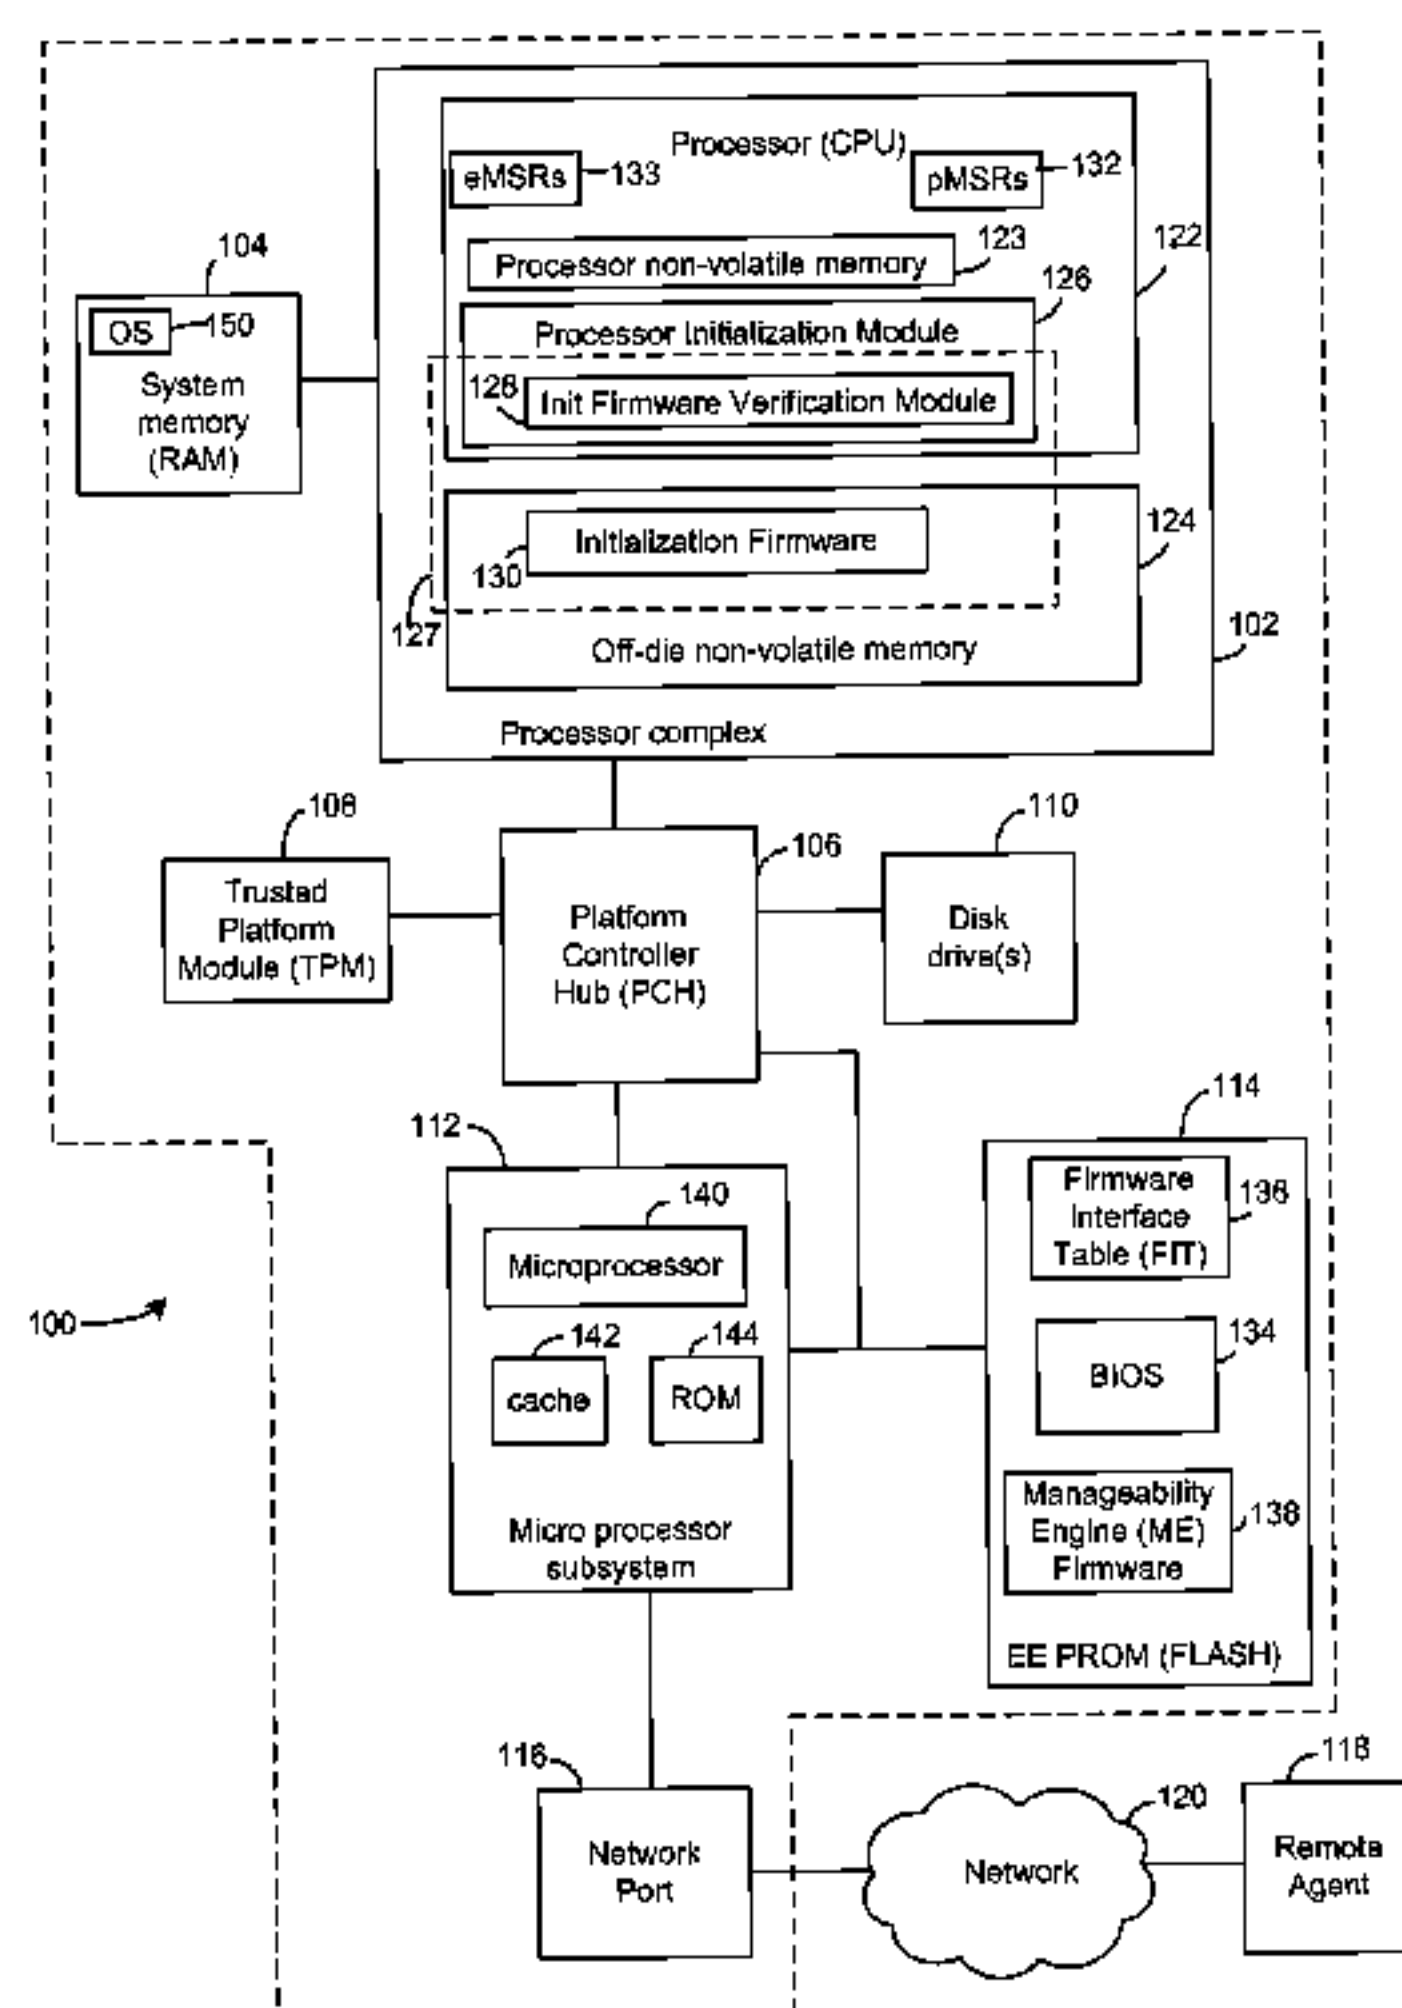 Processor (CPU)
eMSRs
133
pMSRs
132
Processor non-volatile memory
123
122
104
OS
150
System
memory
(RAM)
Processor Initialization Module
126
128
Init Firmware Verification Module
Initialization Firmware
130
124
127
Off-die non-volatile memory
102
Processor complex
108
Trusted
Platform
Module (TPM)
106
Platform
Controller
Hub (PCH)
110
Disk
drive(s)
112
140
Microprocessor
142
cache
144
ROM
Micro processor
subsystem
114
Firmware
Interface
Table (FIT)
136
134
BIOS
Manageability
Engine (ME)
Firmware
138
EE PROM (FLASH)
100
116
Network
Port
120
Network
118
Remote
Agent